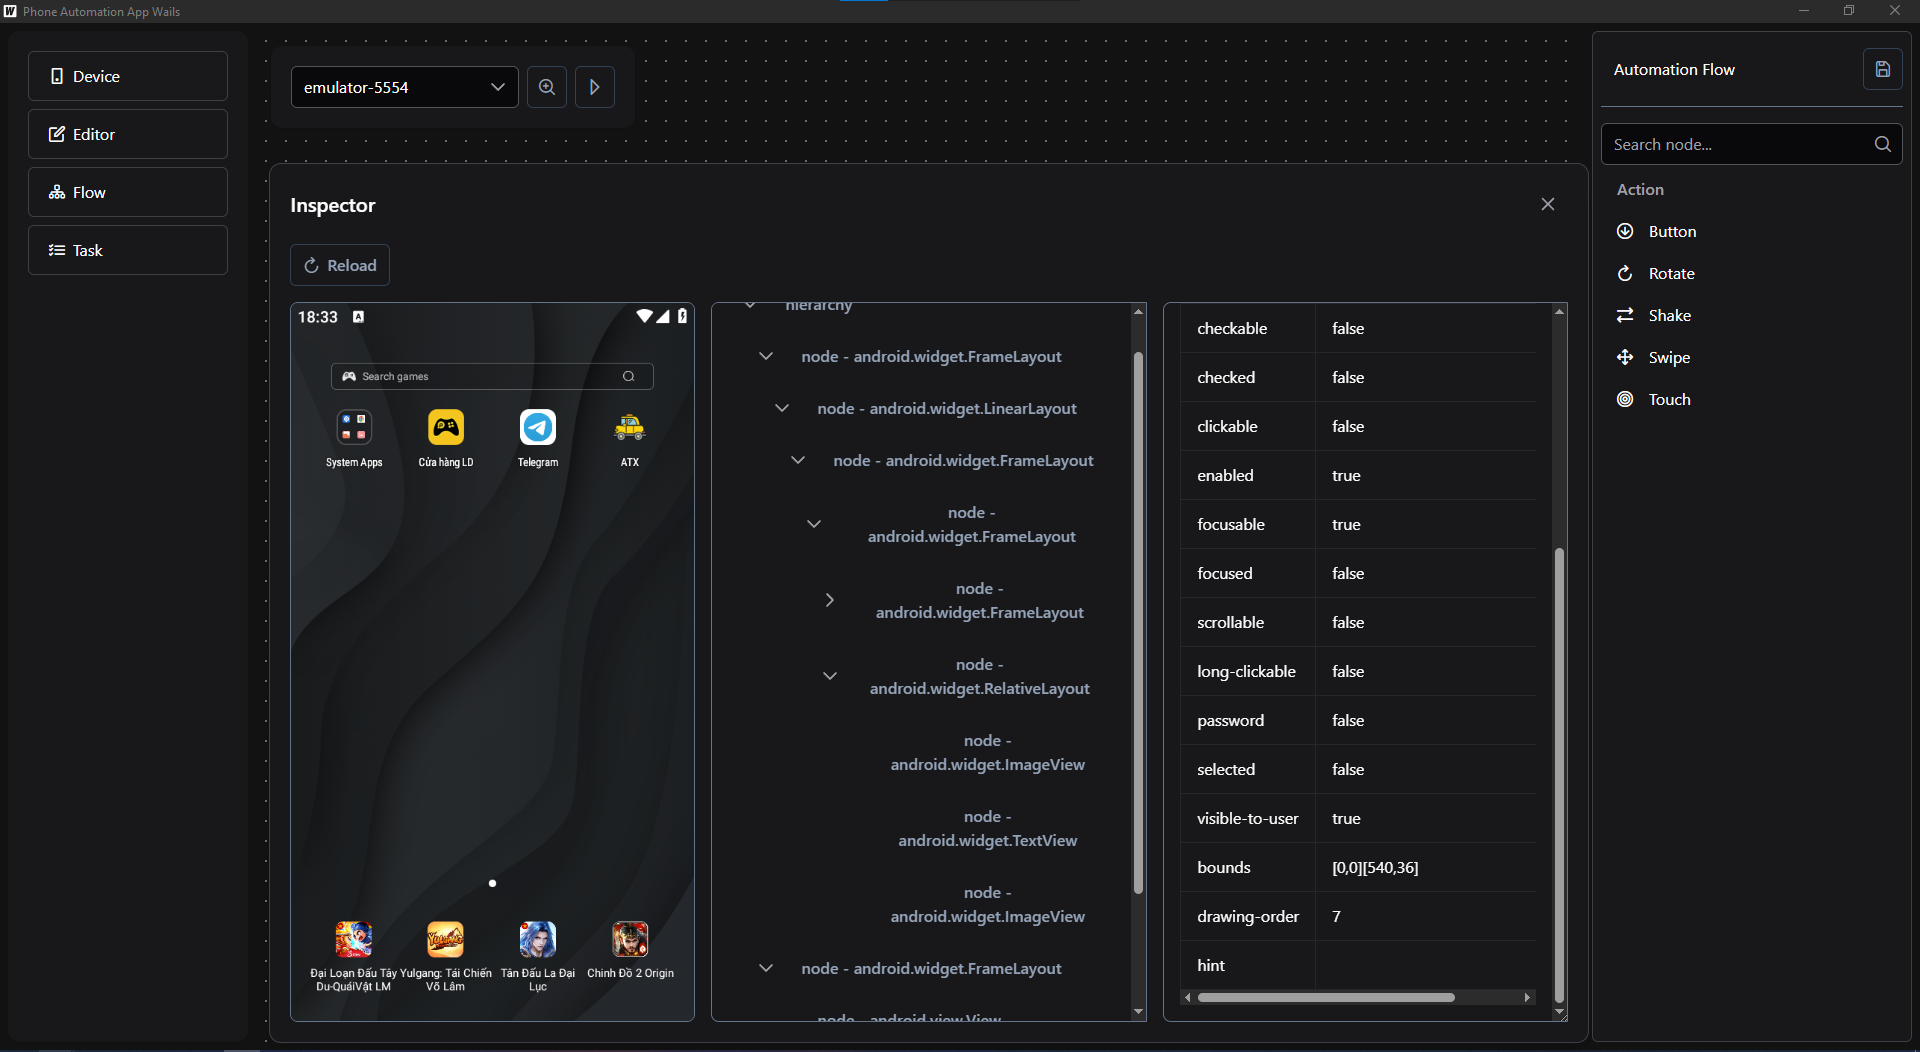 Phone Automation App Wails
Device
Editor
Flow
Task
emulator-5554
Inspector
Reload
18:33
A
Search games
System Apps
Cửa hàng LD
Telegram
ATX
Đại Loạn Đấu Tây
Du-QuáiVật LM
Yulgang: Tái Chiến
Võ Lâm
Tân Đấu La Đại
Lục
Chinh Đồ 2 Origin
hierarchy
node - android.widget.FrameLayout
node - android.widget.LinearLayout
node - android.widget.FrameLayout
node -
android.widget.FrameLayout
node -
android.widget.FrameLayout
node -
android.widget.RelativeLayout
node -
android.widget.ImageView
node -
android.widget.TextView
node -
android.widget.ImageView
node - android.widget.FrameLayout
node - android.view.View
checkable false
checked false
clickable false
enabled true
focusable true
focused false
scrollable false
long-clickable false
password false
selected false
visible-to-user true
bounds [0,0][540,36]
drawing-order 7
hint
Automation Flow
Search node...
Action
Button
Rotate
Shake
Swipe
Touch